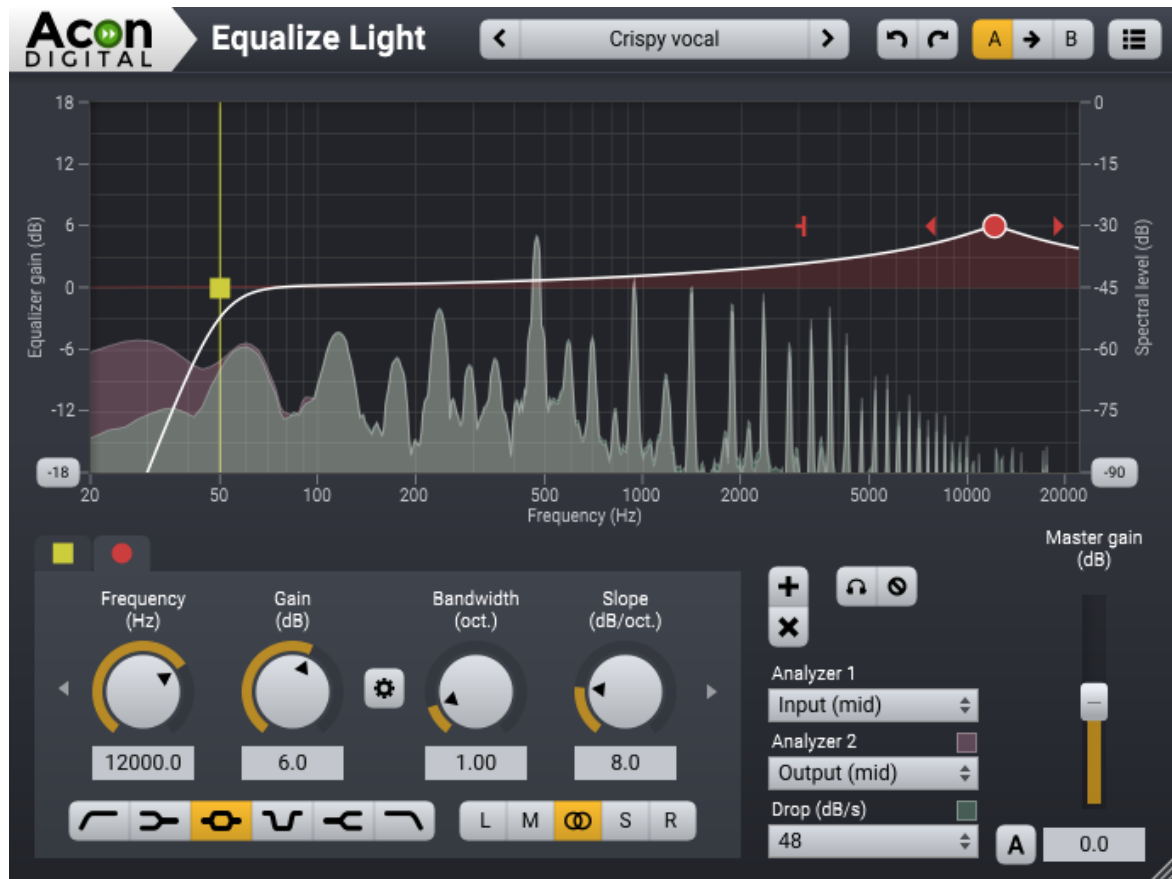 Acon
DIGITAL
Equalize Light
Crispy vocal
A
B
18
12
6
0
-6
-12
-18
Equalizer gain (dB)
0
-15
-30
-45
-60
-75
-90
Spectral level (dB)
20
50
100
200
500
1000
2000
5000
10000
20000
Frequency (Hz)
Master gain
(dB)
Frequency
(Hz)
Gain
(dB)
Bandwidth
(oct.)
Slope
(dB/oct.)
12000.0
6.0
1.00
8.0
L M S R
Analyzer 1
Input (mid)
Analyzer 2
Output (mid)
Drop (dB/s)
48
A
0.0